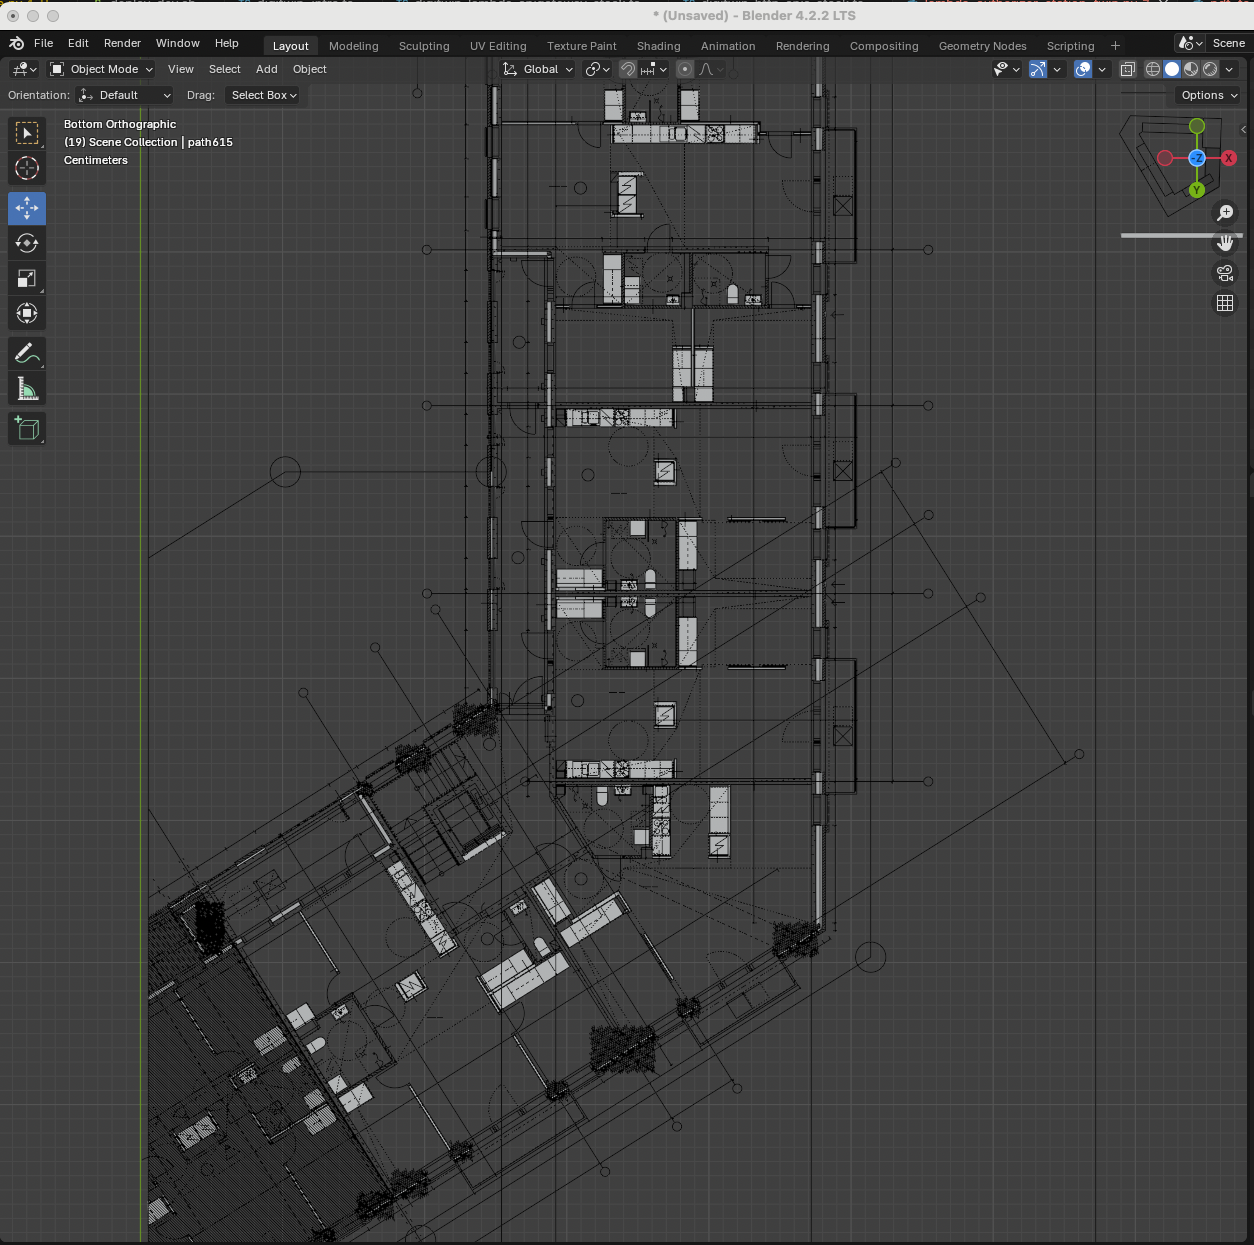 * (Unsaved) - Blender 4.2.2 LTS
File Edit Render Window Help Layout Modeling Sculpting UV Editing Texture Paint Shading Animation Rendering Compositing Geometry Nodes Scripting + Scene
Object Mode View Select Add Object Global
Orientation: Default Drag: Select Box Options
Bottom Orthographic
(19) Scene Collection | path615
Centimeters
-Z X
Y